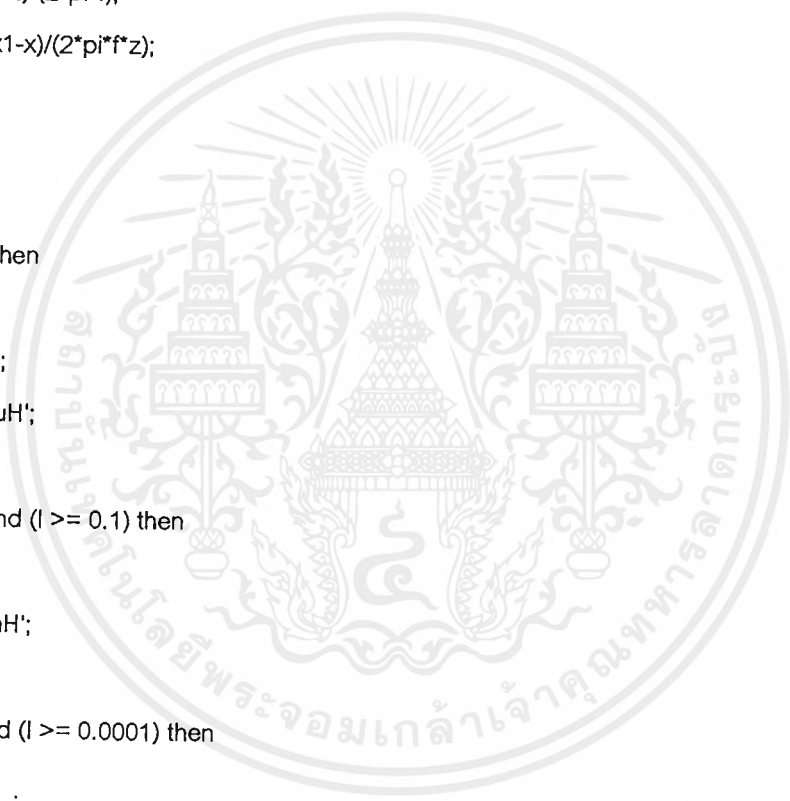 x1-x)/(2*pi*f*z);
hen
;
uH';
nd (l >= 0.1) then
nH';
d (l >= 0.0001) then
สถาบันเทคโนโลยีพระจอมเกล้าเจ้าคุณทหารลาดกระบัง